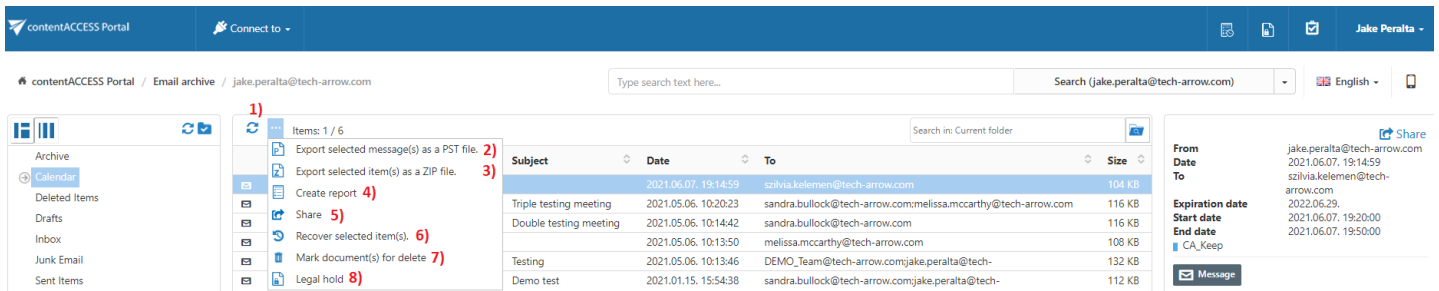 contentACCESS Portal
Connect to
Jake Peralta
contentACCESS Portal / Email archive / jake.peralta@tech-arrow.com
Type search text here...
Search (jake.peralta@tech-arrow.com)
English
Archive
Calendar
Deleted Items
Drafts
Inbox
Junk Email
Sent Items
1)
Items: 1 / 6
Search in: Current folder
Export selected message(s) as a PST file. 2)
Export selected item(s) as a ZIP file. 3)
Create report 4)
Share 5)
Recover selected item(s). 6)
Mark document(s) for delete 7)
Legal hold 8)
Subject Date To Size
2021.06.07. 19:14:59 szilvia.kelemen@tech-arrow.com 104 KB
Triple testing meeting 2021.05.06. 10:20:23 sandra.bullock@tech-arrow.com;melissa.mccarthy@tech-arrow.com 116 KB
Double testing meeting 2021.05.06. 10:14:42 sandra.bullock@tech-arrow.com 116 KB
2021.05.06. 10:13:50 melissa.mccarthy@tech-arrow.com 108 KB
Testing 2021.05.06. 10:13:46 DEMO_Team@tech-arrow.com;jake.peralta@tech- 132 KB
Demo test 2021.01.15. 15:54:38 sandra.bullock@tech-arrow.com;jake.peralta@tech- 112 KB
Share
From jake.peralta@tech-arrow.com
Date 2021.06.07. 19:14:59
To szilvia.kelemen@tech-
arrow.com
Expiration date 2022.06.29.
Start date 2021.06.07. 19:20:00
End date 2021.06.07. 19:50:00
CA_Keep
Message